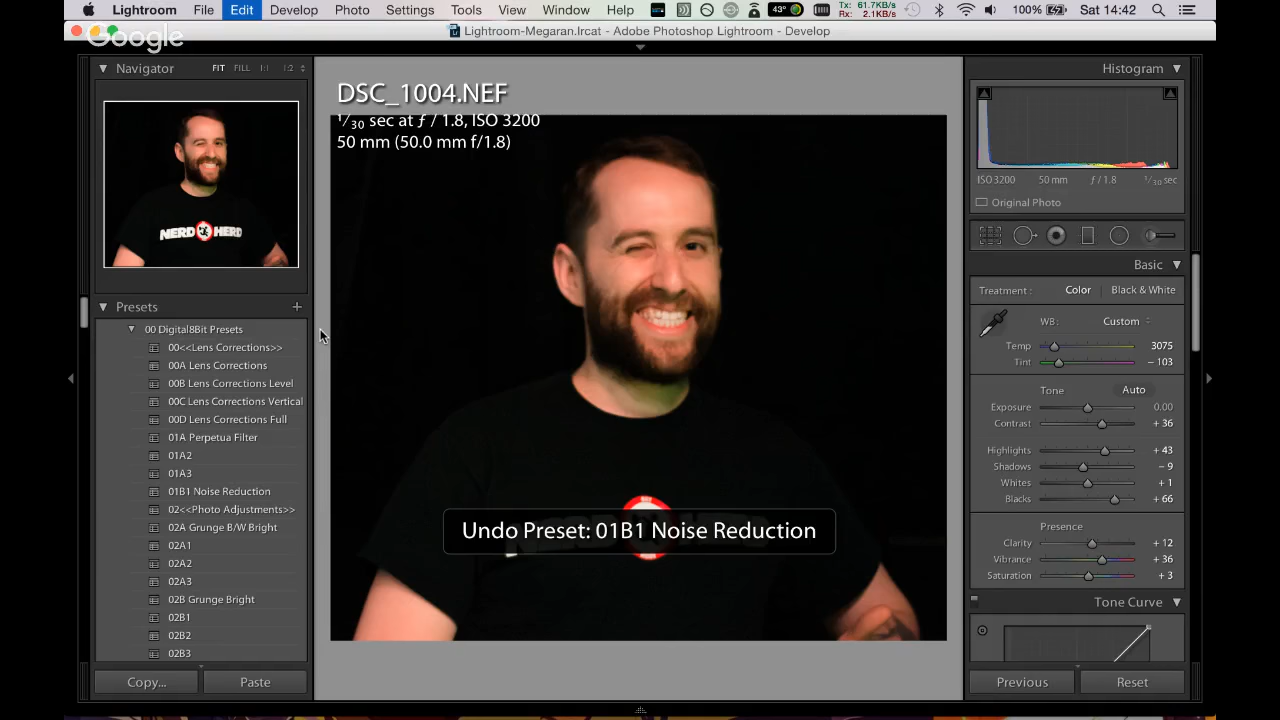 Lightroom File Edit Develop Photo Settings Tools View Window Help 43° Tx: 61.7KB/s Rx: 2.1KB/s 100% Sat 14:42
Google
Lightroom-Megaran.lrcat - Adobe Photoshop Lightroom - Develop
Navigator FIT FILL 1:1 1:2
NERD HERD
Presets +
00 Digital8Bit Presets
00<<Lens Corrections>>
00A Lens Corrections
00B Lens Corrections Level
00C Lens Corrections Vertical
00D Lens Corrections Full
01A Perpetua Filter
01A2
01A3
01B1 Noise Reduction
02<<Photo Adjustments>>
02A Grunge B/W Bright
02A1
02A2
02A3
02B Grunge Bright
02B1
02B2
02B3
Copy... Paste
DSC_1004.NEF
1/30 sec at ƒ / 1.8, ISO 3200
50 mm (50.0 mm f/1.8)
Undo Preset: 01B1 Noise Reduction
Histogram
ISO 3200 50 mm ƒ / 1.8 1/30 sec
Original Photo
Basic
Treatment : Color Black & White
WB : Custom
Temp 3075
Tint − 103
Tone Auto
Exposure 0.00
Contrast + 36
Highlights + 43
Shadows − 9
Whites + 1
Blacks + 66
Presence
Clarity + 12
Vibrance + 36
Saturation + 3
Tone Curve
Previous Reset